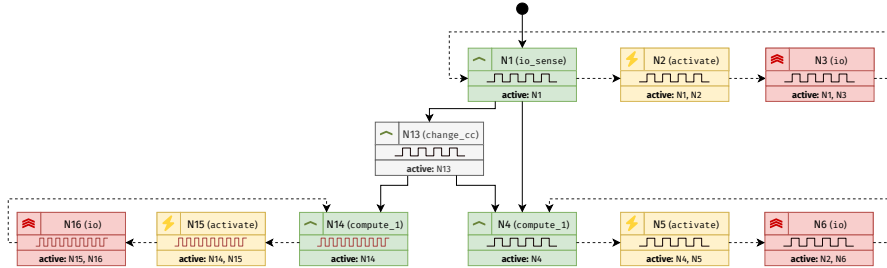 N1 (io_sense)
active: N1
N2 (activate)
active: N1, N2
N3 (io)
active: N1, N3
N13 (change_cc)
active: N13
N16 (io)
active: N15, N16
N15 (activate)
active: N14, N15
N14 (compute_1)
active: N14
N4 (compute_1)
active: N4
N5 (activate)
active: N4, N5
N6 (io)
active: N2, N6